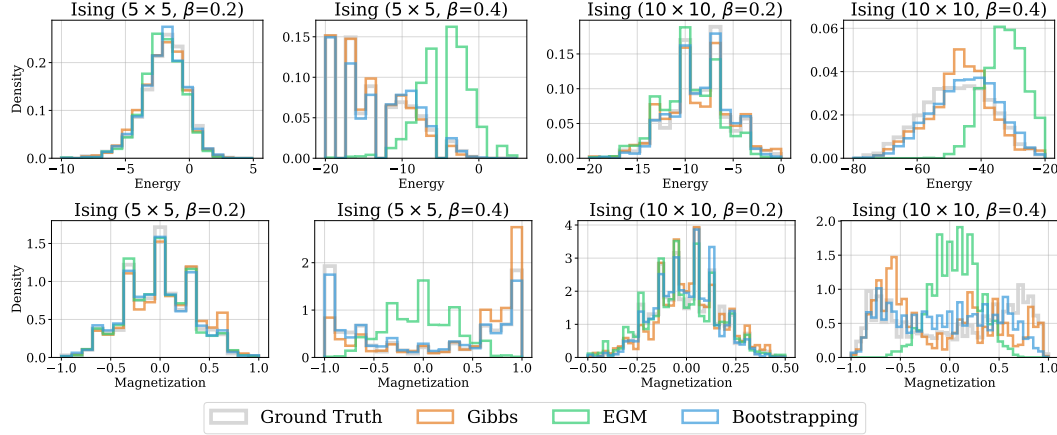 Ising (5 × 5, β=0.2) Ising (5 × 5, β=0.4) Ising (10 × 10, β=0.2) Ising (10 × 10, β=0.4)
Density
0.2
0.1
0.0
−10 −5 0 5
Energy
0.15
0.10
0.05
0.00
−20 −10 0
Energy
0.15
0.10
0.05
0.00
−20 −15 −10 −5 0
Energy
0.06
0.04
0.02
0.00
−80 −60 −40 −20
Energy
Ising (5 × 5, β=0.2) Ising (5 × 5, β=0.4) Ising (10 × 10, β=0.2) Ising (10 × 10, β=0.4)
Density
1.5
1.0
0.5
0.0
−1.0 −0.5 0.0 0.5 1.0
Magnetization
2
1
0
−1.0 −0.5 0.0 0.5 1.0
Magnetization
4
3
2
1
0
−0.50 −0.25 0.00 0.25 0.50
Magnetization
2.0
1.5
1.0
0.5
0.0
−1.0 −0.5 0.0 0.5 1.0
Magnetization
Ground Truth Gibbs EGM Bootstrapping